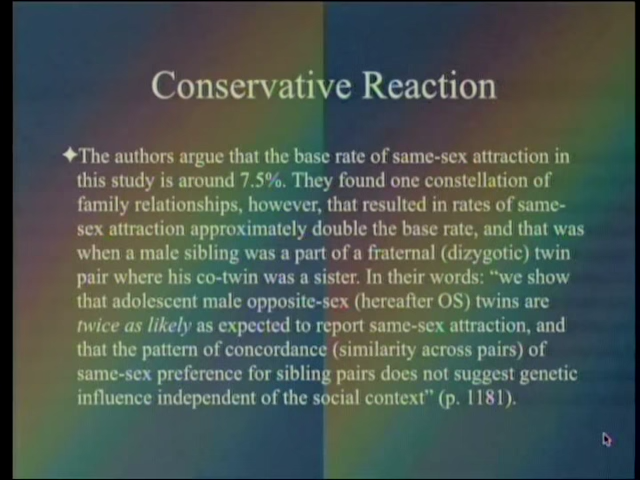 Conservative Reaction
✦The authors argue that the base rate of same-sex attraction in
this study is around 7.5%. They found one constellation of
family relationships, however, that resulted in rates of same-
sex attraction approximately double the base rate, and that was
when a male sibling was a part of a fraternal (dizygotic) twin
pair where his co-twin was a sister. In their words: “we show
that adolescent male opposite-sex (hereafter OS) twins are
twice as likely as expected to report same-sex attraction, and
that the pattern of concordance (similarity across pairs) of
same-sex preference for sibling pairs does not suggest genetic
influence independent of the social context” (p. 1181).